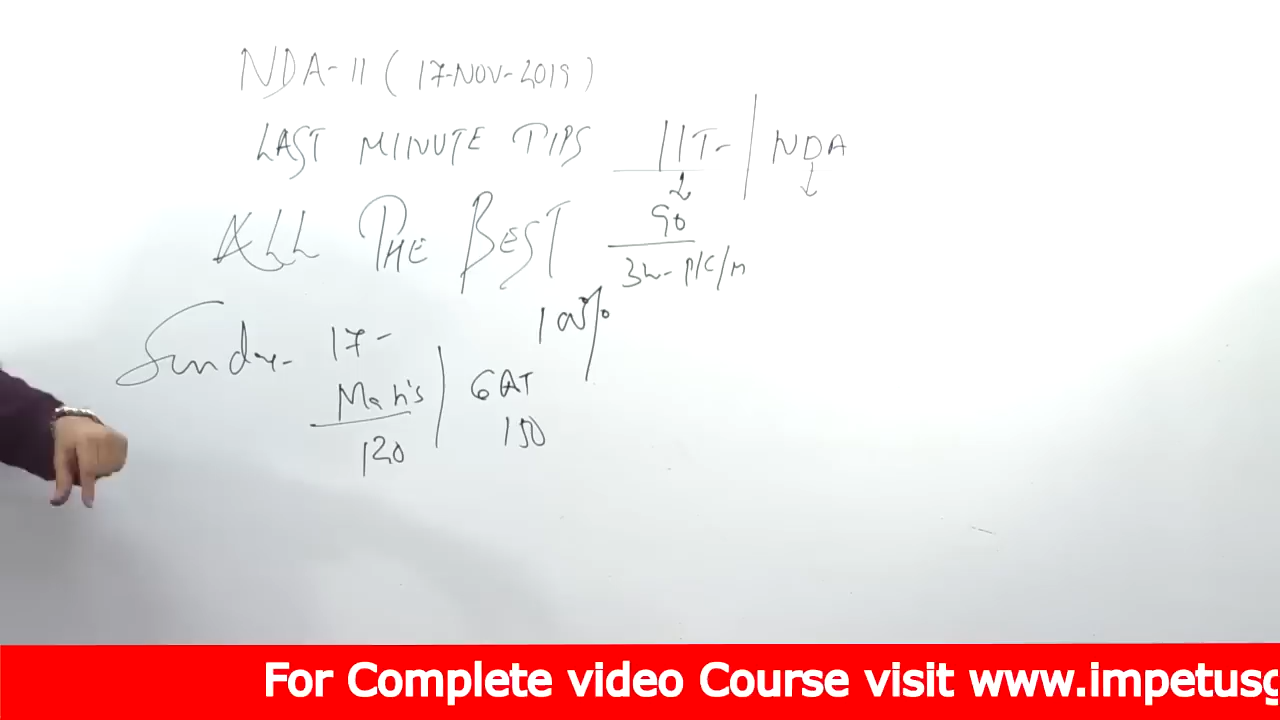 NDA-II (17-NOV-2019)
LAST MINUTE TIPS
IIT- | NDA
ALL THE BEST
90
3h- P/C/M
100%
Sunday- 17-
Math's | GAT
120
150
For Complete video Course visit www.impetusg